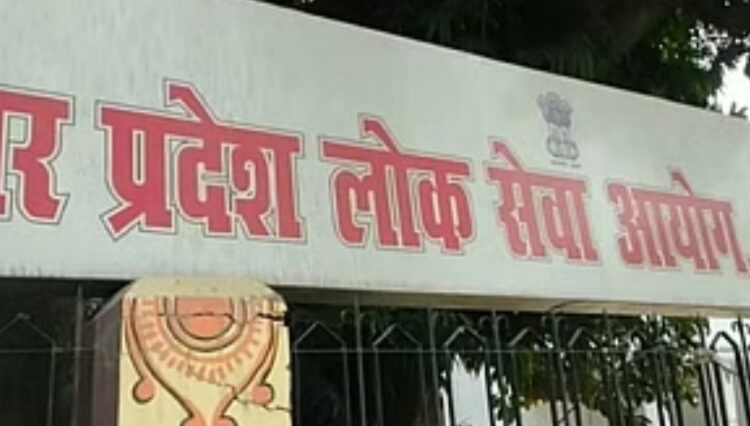 र प्रदेश लोक सेवा आयोग